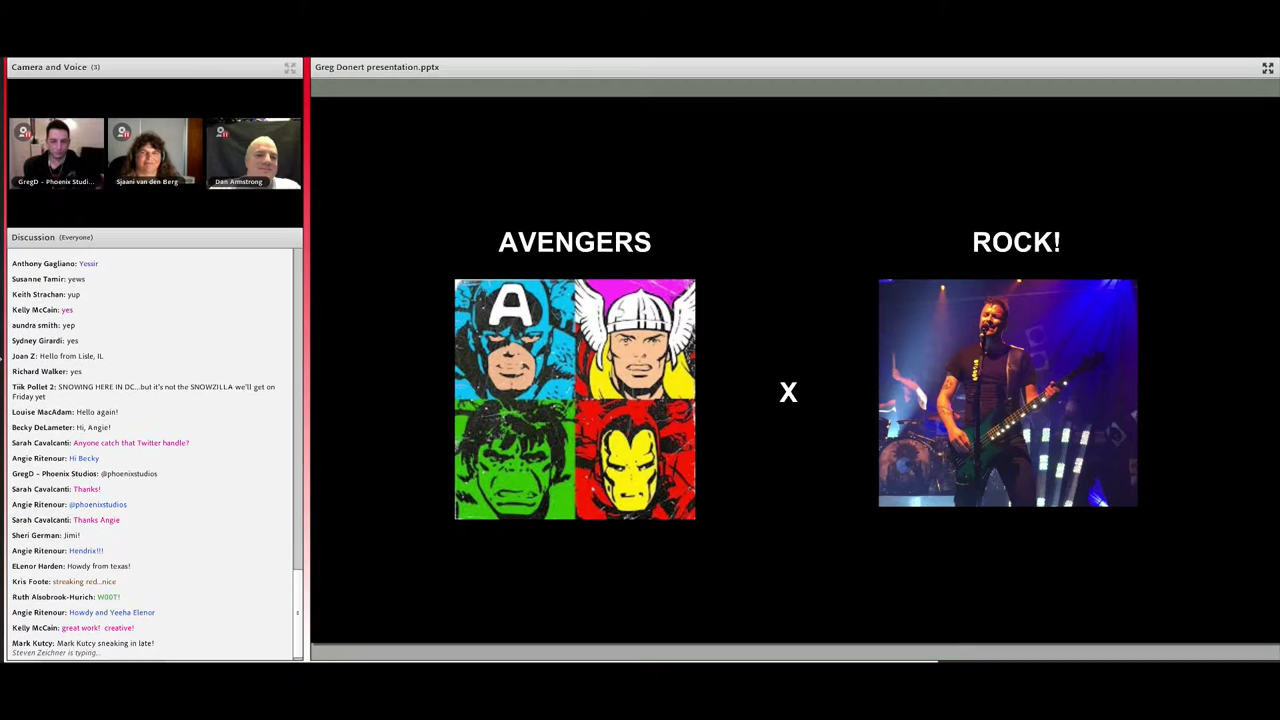 Camera and Voice (3)
Greg Donert presentation.pptx
GregD - Phoenix Studi...
Sjaani van den Berg
Dan Armstrong
Discussion (Everyone)
Anthony Gagliano: Yessir
Susanne Tamir: yews
Keith Strachan: yup
Kelly McCain: yes
aundra smith: yep
Sydney Girardi: yes
Joan Z: Hello from Lisle, IL
Richard Walker: yes
Tiik Pollet 2: SNOWING HERE IN DC...but it's not the SNOWZILLA we'll get on
Friday yet
Louise MacAdam: Hello again!
Becky DeLameter: Hi, Angie!
Sarah Cavalcanti: Anyone catch that Twitter handle?
Angie Ritenour: Hi Becky
GregD - Phoenix Studios: @phoenixstudios
Sarah Cavalcanti: Thanks!
Angie Ritenour: @phoenixstudios
Sarah Cavalcanti: Thanks Angie
Sheri German: Jimi!
Angie Ritenour: Hendrix!!!
ELenor Harden: Howdy from texas!
Kris Foote: streaking red...nice
Ruth Alsobrook-Hurich: W00T!
Angie Ritenour: Howdy and Yeeha Elenor
Kelly McCain: great work! creative!
Mark Kutcy: Mark Kutcy sneaking in late!
Steven Zeichner is typing...
AVENGERS
ROCK!
A
X